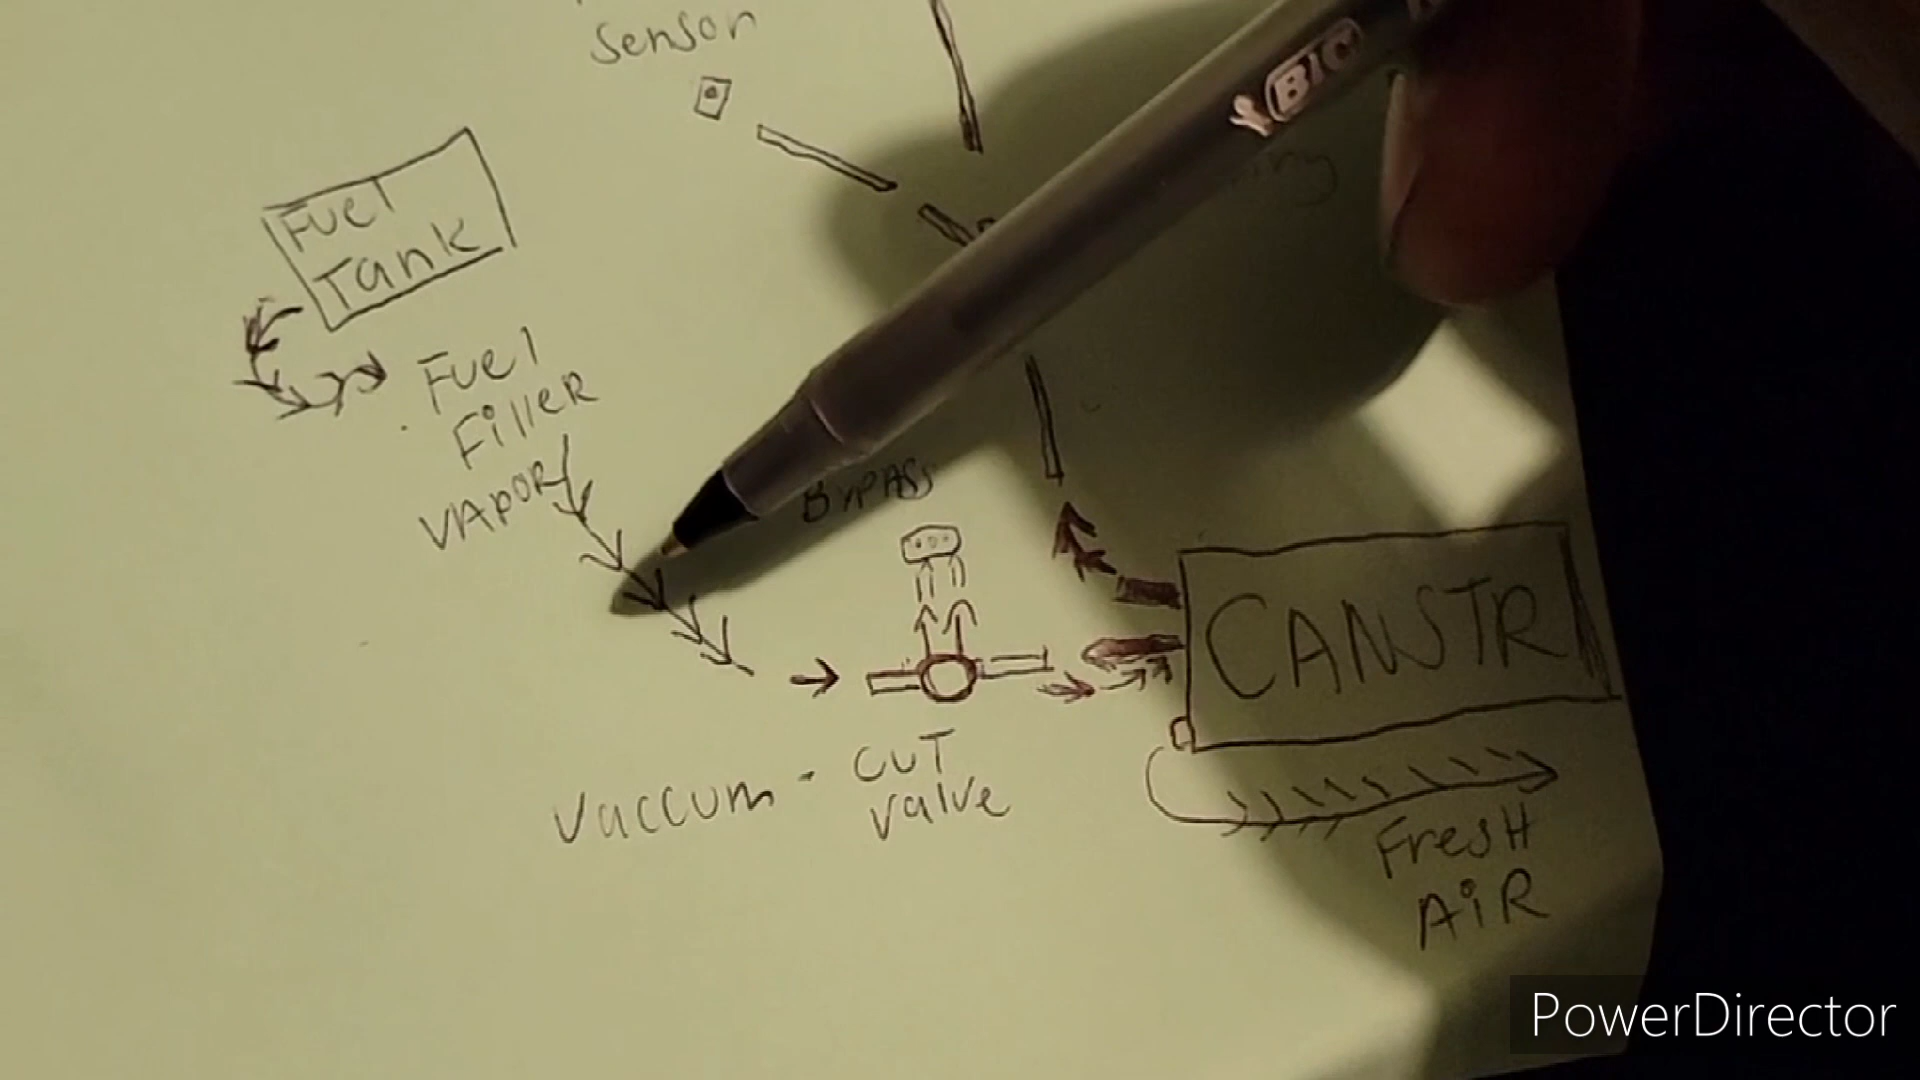 Sensor
BIC
Fuel
Tank
Fuel
Filler
VAPOR
BYPASS
CANSTR
Vaccum - CUT
valve
FresH
AiR
PowerDirector